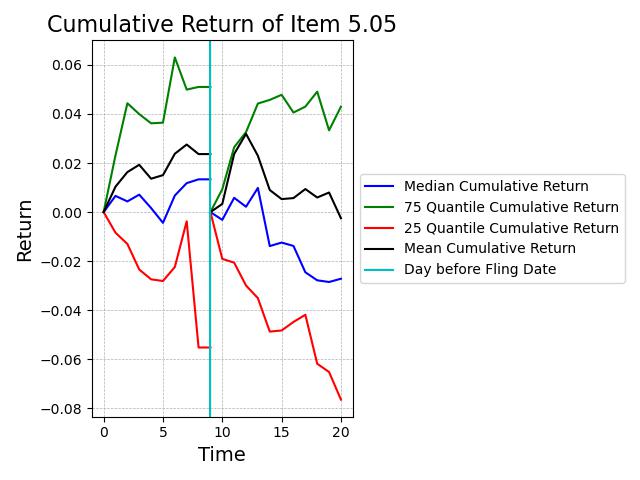 Cumulative Return of Item 5.05
Return
0.06
0.04
0.02
0.00
−0.02
−0.04
−0.06
−0.08
0 5 10 15 20
Time
Median Cumulative Return
75 Quantile Cumulative Return
25 Quantile Cumulative Return
Mean Cumulative Return
Day before Fling Date